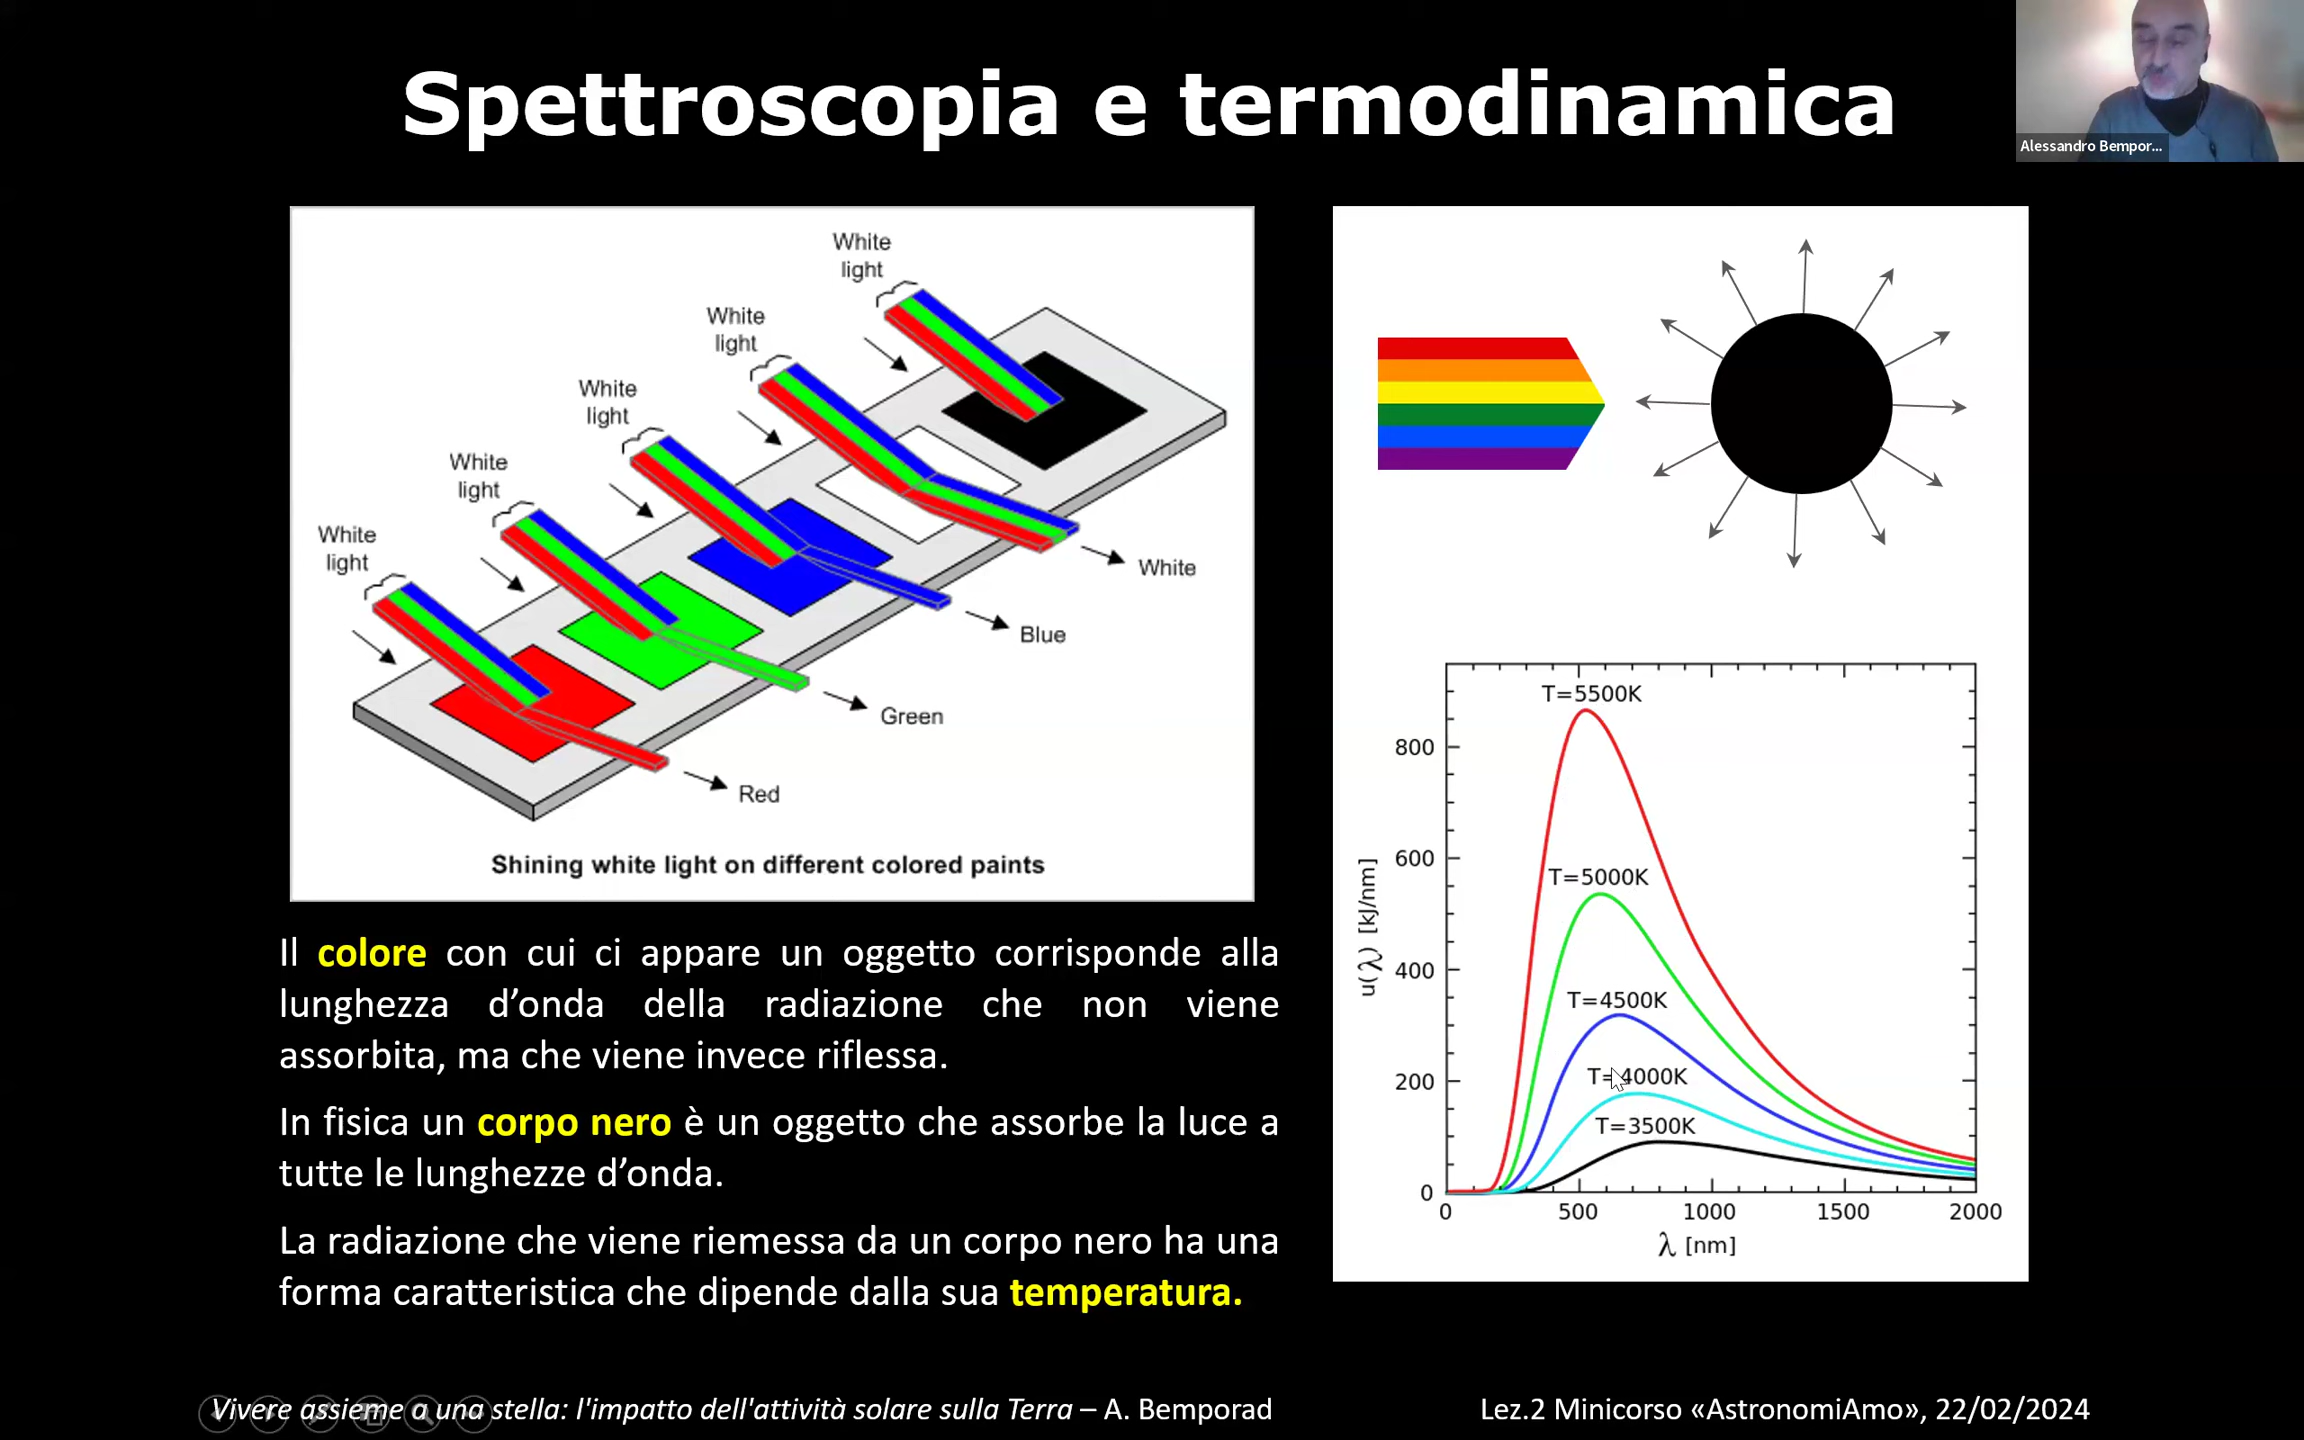 Spettroscopia e termodinamica
Alessandro Bempor...
White
light
White
light
White
light
White
light
White
light
White
Blue
Green
Red
Shining white light on different colored paints
Il colore con cui ci appare un oggetto corrisponde alla
lunghezza d’onda della radiazione che non viene
assorbita, ma che viene invece riflessa.
In fisica un corpo nero è un oggetto che assorbe la luce a
tutte le lunghezze d’onda.
La radiazione che viene riemessa da un corpo nero ha una
forma caratteristica che dipende dalla sua temperatura.
T=5500K
T=5000K
T=4500K
T=4000K
T=3500K
u(λ) [kJ/nm]
800
600
400
200
0
0 500 1000 1500 2000
λ [nm]
Vivere assieme a una stella: l'impatto dell'attività solare sulla Terra – A. Bemporad
Lez.2 Minicorso «AstronomiAmo», 22/02/2024